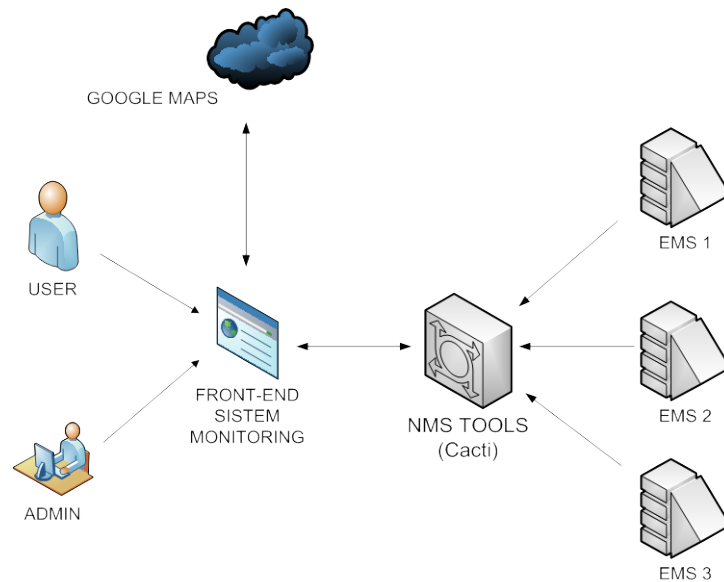 GOOGLE MAPS
USER
ADMIN
FRONT-END
SISTEM
MONITORING
NMS TOOLS
(Cacti)
EMS 1
EMS 2
EMS 3